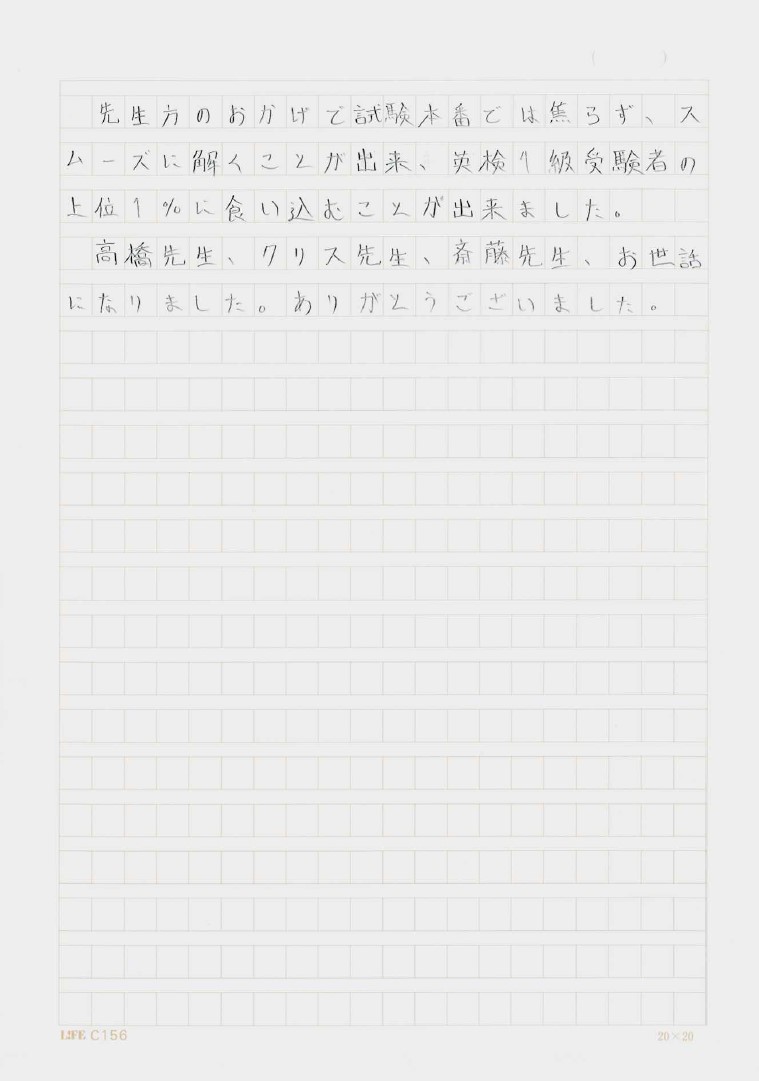 先生方のおかげで試験本番では焦らず、ス
ムーズに解くことが出来、英検1級受験者の
上位1%に食い込むことが出来ました。
高橋先生、クリス先生、斎藤先生、お世話
になりました。ありがとうございました。
LIFE C156
20×20